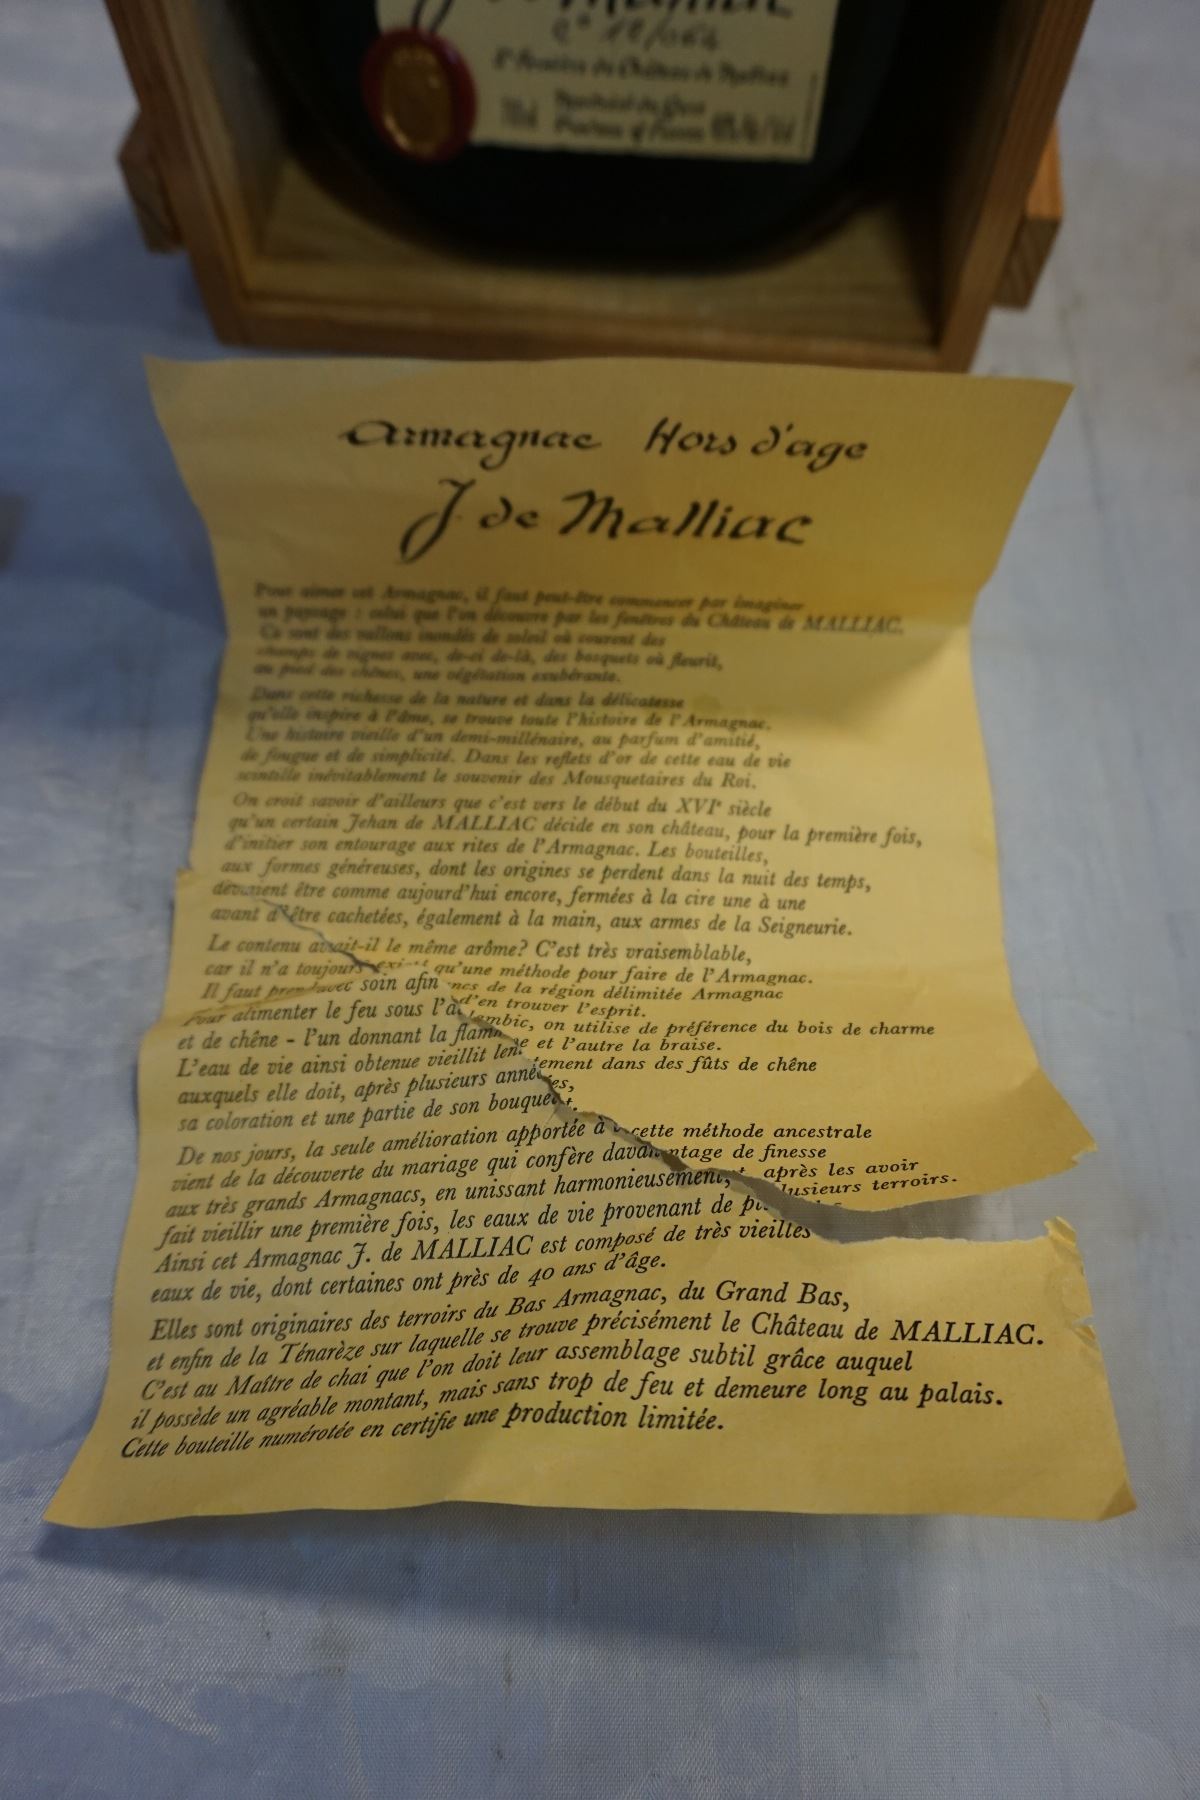 J de Malliac
Armagnac Hors d'age
J de Malliac
Pour aimer cet Armagnac, il faut peut-être commencer par imaginer
un paysage : celui que l'on découvre par les fenêtres du Château de MALLIAC.
Ce sont des vallons inondés de soleil où courent des
champs de vignes avec, de-ci de-là, des bosquets où fleurit,
au pied des chênes, une végétation exubérante.
Dans cette richesse de la nature et dans la délicatesse
qu'elle inspire à l'âme, se trouve toute l'histoire de l'Armagnac.
Une histoire vieille d'un demi-millénaire, au parfum d'amitié,
de fougue et de simplicité. Dans les reflets d'or de cette eau de vie
scintille inévitablement le souvenir des Mousquetaires du Roi.
On croit savoir d'ailleurs que c'est vers le début du XVIe siècle
qu'un certain Jehan de MALLIAC décide en son château, pour la première fois,
d'initier son entourage aux rites de l'Armagnac. Les bouteilles,
aux formes généreuses, dont les origines se perdent dans la nuit des temps,
devaient être comme aujourd'hui encore, fermées à la cire une à une
avant d'être cachetées, également à la main, aux armes de la Seigneurie.
Le contenu avait-il le même arôme? C'est très vraisemblable,
car il n'a toujours qu'une méthode pour faire de l'Armagnac.
Il faut de la région délimitée Armagnac
avec soin afin d'en trouver l'esprit.
Pour alimenter le feu sous l'alambic, on utilise de préférence du bois de charme
et de chêne - l'un donnant la flamme et l'autre la braise.
L'eau de vie ainsi obtenue vieillit lentement dans des fûts de chêne
auxquels elle doit, après plusieurs années,
sa coloration et une partie de son bouquet.
De nos jours, la seule amélioration apportée à cette méthode ancestrale
vient de la découverte du mariage qui confère davantage de finesse
aux très grands Armagnacs, en unissant harmonieusement, après les avoir
fait vieillir une première fois, les eaux de vie provenant de plusieurs terroirs.
Ainsi cet Armagnac J. de MALLIAC est composé de très vieilles
eaux de vie, dont certaines ont près de 40 ans d'âge.
Elles sont originaires des terroirs du Bas Armagnac, du Grand Bas,
et enfin de la Ténarèze sur laquelle se trouve précisément le Château de MALLIAC.
C'est au Maître de chai que l'on doit leur assemblage subtil grâce auquel
il possède un agréable montant, mais sans trop de feu et demeure long au palais.
Cette bouteille numérotée en certifie une production limitée.